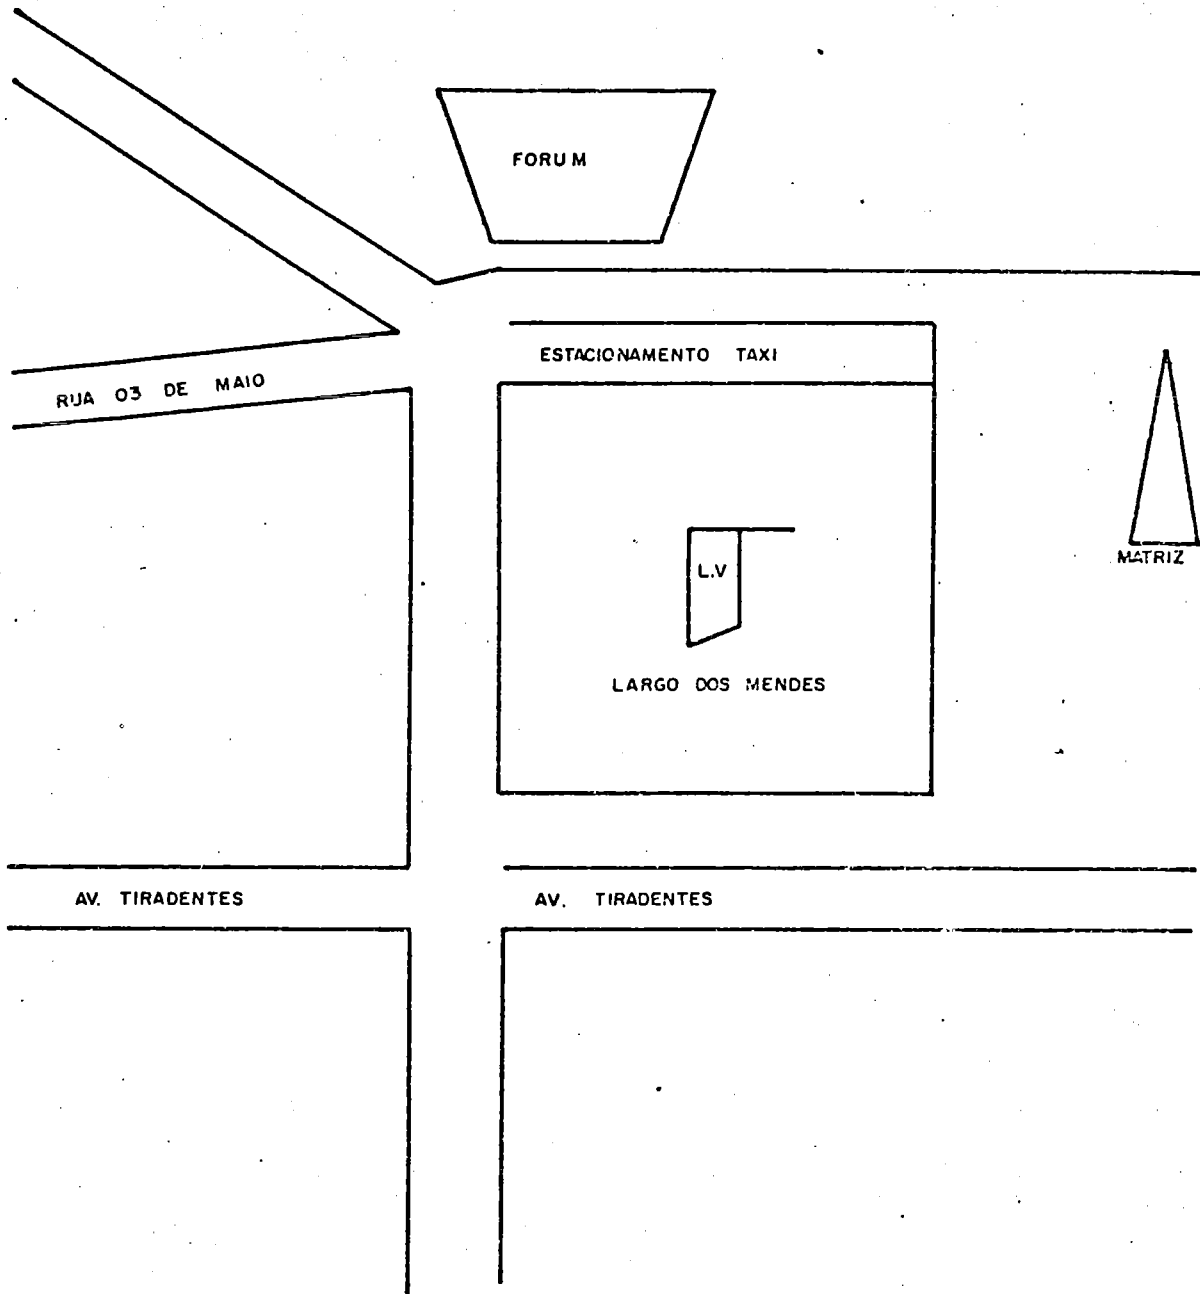 FORUM
ESTACIONAMENTO TAXI
RUA 03 DE MAIO
L.V
MATRIZ
LARGO DOS MENDES
AV. TIRADENTES
AV. TIRADENTES